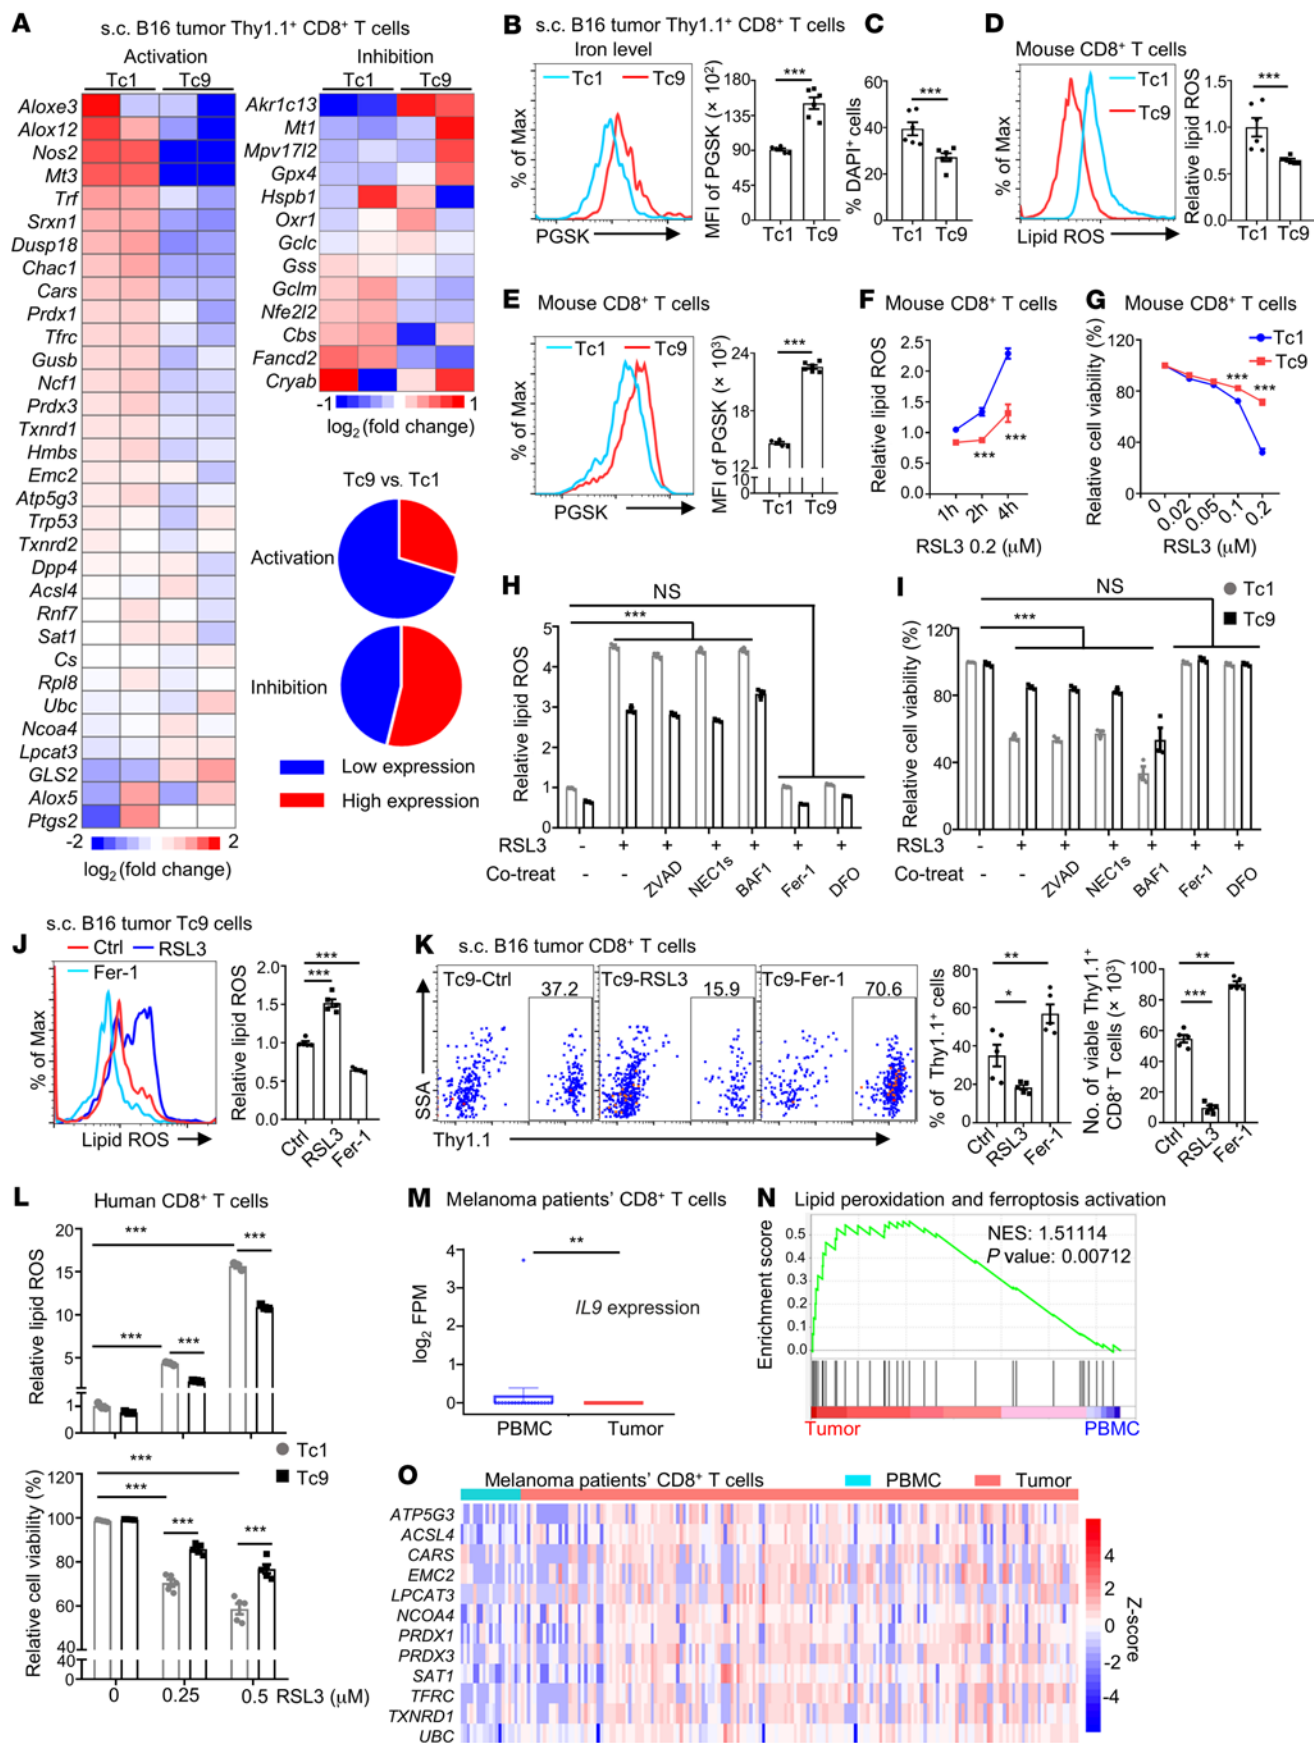 A
s.c. B16 tumor Thy1.1⁺ CD8⁺ T cells
Activation
Tc1 Tc9
Aloxe3
Alox12
Nos2
Mt3
Trf
Srxn1
Dusp18
Chac1
Cars
Prdx1
Tfrc
Gusb
Ncf1
Prdx3
Txnrd1
Hmbs
Emc2
Atp5g3
Trp53
Txnrd2
Dpp4
Acsl4
Rnf7
Sat1
Cs
Rpl8
Ubc
Ncoa4
Lpcat3
GLS2
Alox5
Ptgs2
-2 2
log₂ (fold change)
Inhibition
Tc1 Tc9
Akr1c13
Mt1
Mpv17l2
Gpx4
Hspb1
Oxr1
Gclc
Gss
Gclm
Nfe2l2
Cbs
Fancd2
Cryab
-1 1
log₂ (fold change)
Tc9 vs. Tc1
Activation
Inhibition
Low expression
High expression
B s.c. B16 tumor Thy1.1⁺ CD8⁺ T cells
Iron level
Tc1 Tc9
% of Max
PGSK
MFI of PGSK (× 10²)
180
135
90
45
0
***
Tc1 Tc9
C
% DAPI⁺ cells
60
40
20
0
***
Tc1 Tc9
D
Mouse CD8⁺ T cells
Tc1
Tc9
% of Max
Lipid ROS
Relative lipid ROS
1.5
1.0
0.5
0.0
***
Tc1 Tc9
E Mouse CD8⁺ T cells
Tc1 Tc9
% of Max
PGSK
MFI of PGSK (× 10³)
24
18
12
10
0
***
Tc1 Tc9
F Mouse CD8⁺ T cells
Relative lipid ROS
2.5
2.0
1.5
1.0
0.5
0.0
***
***
1h 2h 4h
RSL3 0.2 (μM)
G
Mouse CD8⁺ T cells
Tc1
Tc9
Relative cell viability (%)
120
80
40
0
***
***
0 0.02 0.05 0.1 0.2
RSL3 (μM)
H
NS
***
Relative lipid ROS
5
4
3
2
1
0
RSL3 - + + + + + +
Co-treat - - ZVAD NEC1s BAF1 Fer-1 DFO
I
Tc1
Tc9
NS
***
Relative cell viability (%)
120
80
40
0
RSL3 - + + + + + +
Co-treat - - ZVAD NEC1s BAF1 Fer-1 DFO
J
s.c. B16 tumor Tc9 cells
Ctrl RSL3
Fer-1
% of Max
Lipid ROS
Relative lipid ROS
2.0
1.5
1.0
0.5
0.0
***
***
Ctrl RSL3 Fer-1
K s.c. B16 tumor CD8⁺ T cells
Tc9-Ctrl Tc9-RSL3 Tc9-Fer-1
37.2 15.9 70.6
SSA
Thy1.1
% of Thy1.1⁺ cells
80
60
40
20
0
**
*
Ctrl RSL3 Fer-1
No. of viable Thy1.1⁺
CD8⁺ T cells (× 10³)
100
80
60
40
20
0
**
***
Ctrl RSL3 Fer-1
L Human CD8⁺ T cells
Relative lipid ROS
20
15
10
5
1
0
***
***
***
***
Tc1
Tc9
Relative cell viability (%)
120
100
80
60
40
40
0
***
***
***
***
0 0.25 0.5 RSL3 (μM)
M Melanoma patients' CD8⁺ T cells
**
IL9 expression
log₂ FPM
4
3
2
1
0
PBMC Tumor
N Lipid peroxidation and ferroptosis activation
NES: 1.51114
P value: 0.00712
Enrichment score
0.5
0.4
0.3
0.2
0.1
0.0
Tumor PBMC
O
Melanoma patients' CD8⁺ T cells PBMC Tumor
ATP5G3
ACSL4
CARS
EMC2
LPCAT3
NCOA4
PRDX1
PRDX3
SAT1
TFRC
TXNRD1
UBC
4
2
0
-2
-4
Z-score